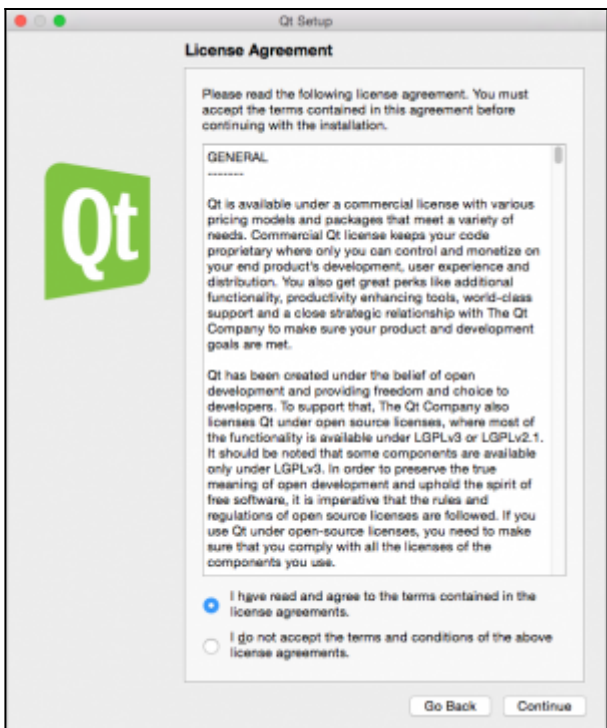 Qt Setup
License Agreement
Please read the following license agreement. You must
accept the terms contained in this agreement before
continuing with the installation.
GENERAL
-------
Qt is available under a commercial license with various
pricing models and packages that meet a variety of
needs. Commercial Qt license keeps your code
proprietary where only you can control and monetize on
your end product's development, user experience and
distribution. You also get great perks like additional
functionality, productivity enhancing tools, world-class
support and a close strategic relationship with The Qt
Company to make sure your product and development
goals are met.
Qt has been created under the belief of open
development and providing freedom and choice to
developers. To support that, The Qt Company also
licenses Qt under open source licenses, where most of
the functionality is available under LGPLv3 or LGPLv2.1.
It should be noted that some components are available
only under LGPLv3. In order to preserve the true
meaning of open development and uphold the spirit of
free software, it is imperative that the rules and
regulations of open source licenses are followed. If you
use Qt under open-source licenses, you need to make
sure that you comply with all the licenses of the
components you use.
Qt
I have read and agree to the terms contained in the
license agreements.
I do not accept the terms and conditions of the above
license agreements.
Go Back
Continue